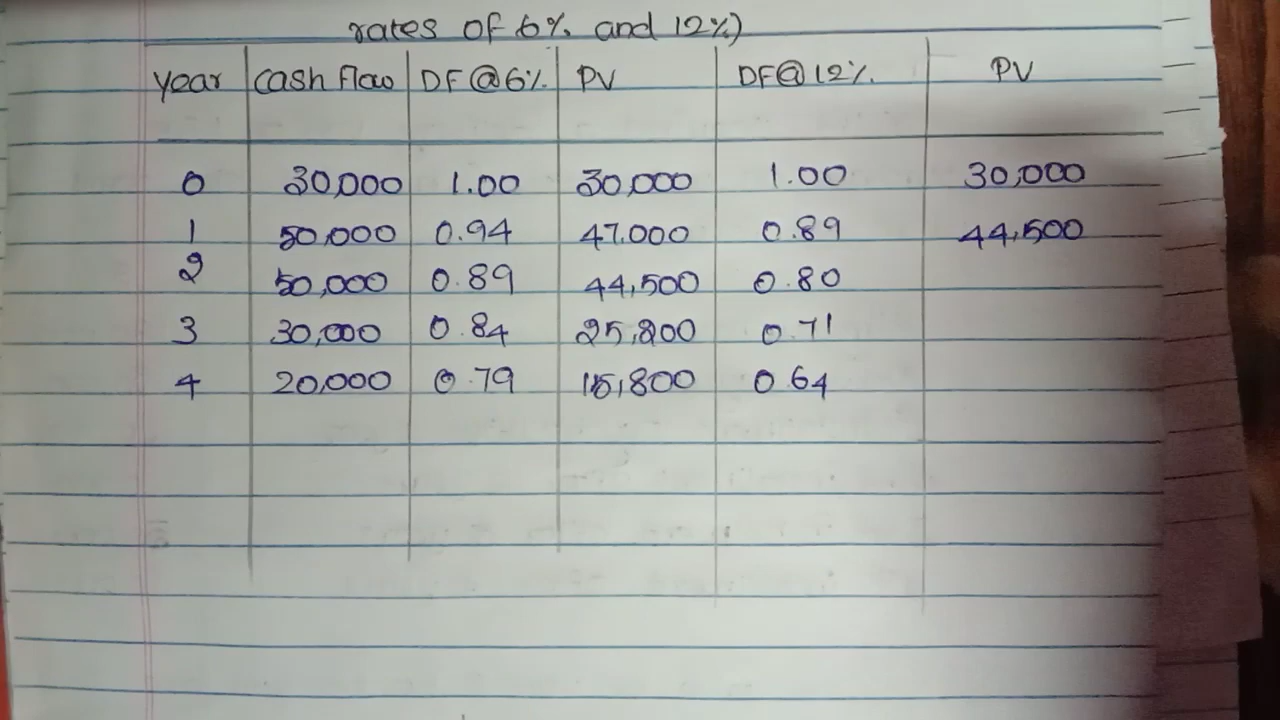 rates of 6% and 12%)
year cash flow DF @6% PV DF@12% PV
0 30,000 1.00 30,000 1.00 30,000
1 50,000 0.94 47.000 0.89 44,500
2 50,000 0.89 44,500 0.80
3 30,000 0.84 25,200 0.71
4 20,000 0.79 15,800 0.64